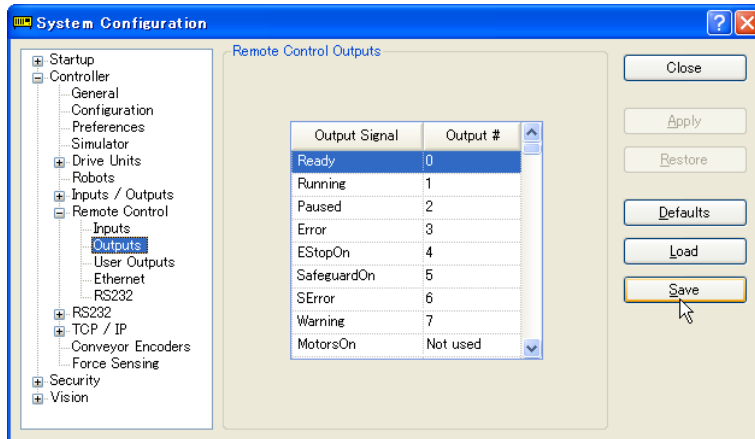 System Configuration
Startup
Controller
General
Configuration
Preferences
Simulator
Drive Units
Robots
Inputs / Outputs
Remote Control
Inputs
Outputs
User Outputs
Ethernet
RS232
RS232
TCP / IP
Conveyor Encoders
Force Sensing
Security
Vision
Remote Control Outputs
Output Signal Output #
Ready 0
Running 1
Paused 2
Error 3
EStopOn 4
SafeguardOn 5
SError 6
Warning 7
MotorsOn Not used
Close
Apply
Restore
Defaults
Load
Save